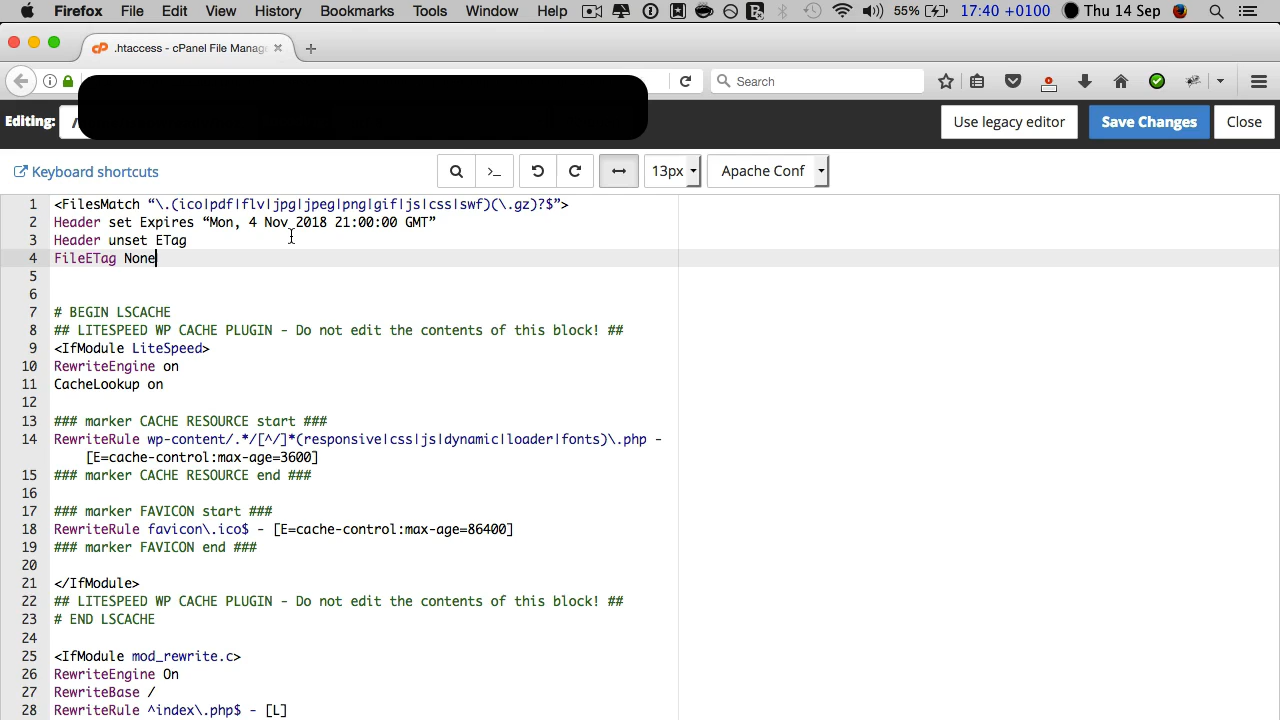 Firefox File Edit View History Bookmarks Tools Window Help 55% 17:40 +0100 Thu 14 Sep
.htaccess - cPanel File Manag
Search
Editing: / Use legacy editor Save Changes Close
Keyboard shortcuts >_ 13px Apache Conf
1 <FilesMatch “\.(ico|pdf|flv|jpg|jpeg|png|gif|js|css|swf)(\.gz)?$”>
2 Header set Expires “Mon, 4 Nov 2018 21:00:00 GMT”
3 Header unset ETag
4 FileETag None
5
6
7 # BEGIN LSCACHE
8 ## LITESPEED WP CACHE PLUGIN - Do not edit the contents of this block! ##
9 <IfModule LiteSpeed>
10 RewriteEngine on
11 CacheLookup on
12
13 ### marker CACHE RESOURCE start ###
14 RewriteRule wp-content/.*/[^/]*(responsive|css|js|dynamic|loader|fonts)\.php -
[E=cache-control:max-age=3600]
15 ### marker CACHE RESOURCE end ###
16
17 ### marker FAVICON start ###
18 RewriteRule favicon\.ico$ - [E=cache-control:max-age=86400]
19 ### marker FAVICON end ###
20
21 </IfModule>
22 ## LITESPEED WP CACHE PLUGIN - Do not edit the contents of this block! ##
23 # END LSCACHE
24
25 <IfModule mod_rewrite.c>
26 RewriteEngine On
27 RewriteBase /
28 RewriteRule ^index\.php$ - [L]